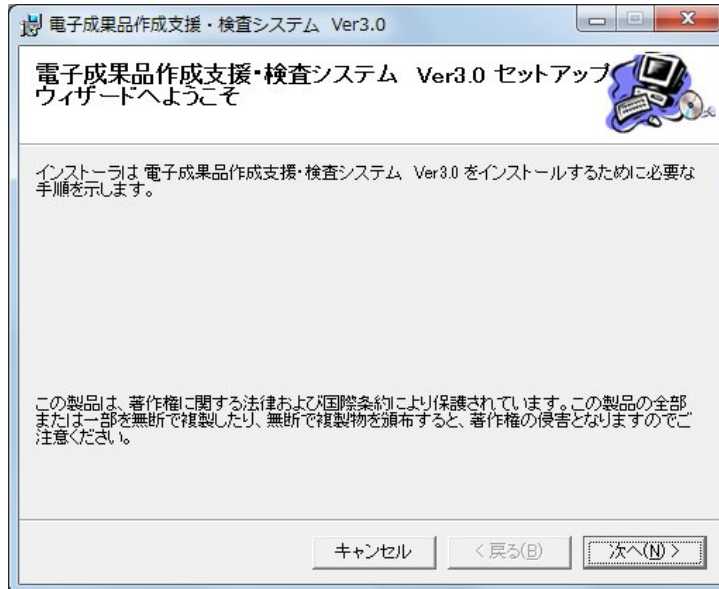 電子成果品作成支援・検査システム Ver3.0
電子成果品作成支援・検査システム Ver3.0 セットアップ
ウィザードへようこそ
インストーラは 電子成果品作成支援・検査システム Ver3.0 をインストールするために必要な
手順を示します。
この製品は、著作権に関する法律および国際条約により保護されています。この製品の全部
または一部を無断で複製したり、無断で複製物を頒布すると、著作権の侵害となりますのでご
注意ください。
キャンセル
< 戻る(B)
次へ(N) >